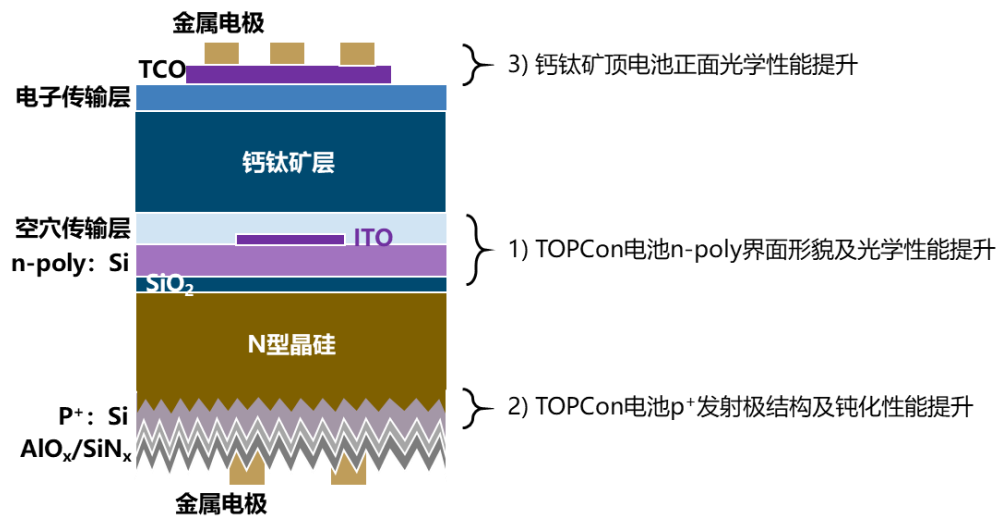 金属电极
TCO
3) 钙钛矿顶电池正面光学性能提升
电子传输层
钙钛矿层
空穴传输层
ITO
1) TOPCon电池n-poly界面形貌及光学性能提升
n-poly：Si
SiO₂
N型晶硅
P⁺：Si
2) TOPCon电池p⁺发射极结构及钝化性能提升
AlOₓ/SiNₓ
金属电极